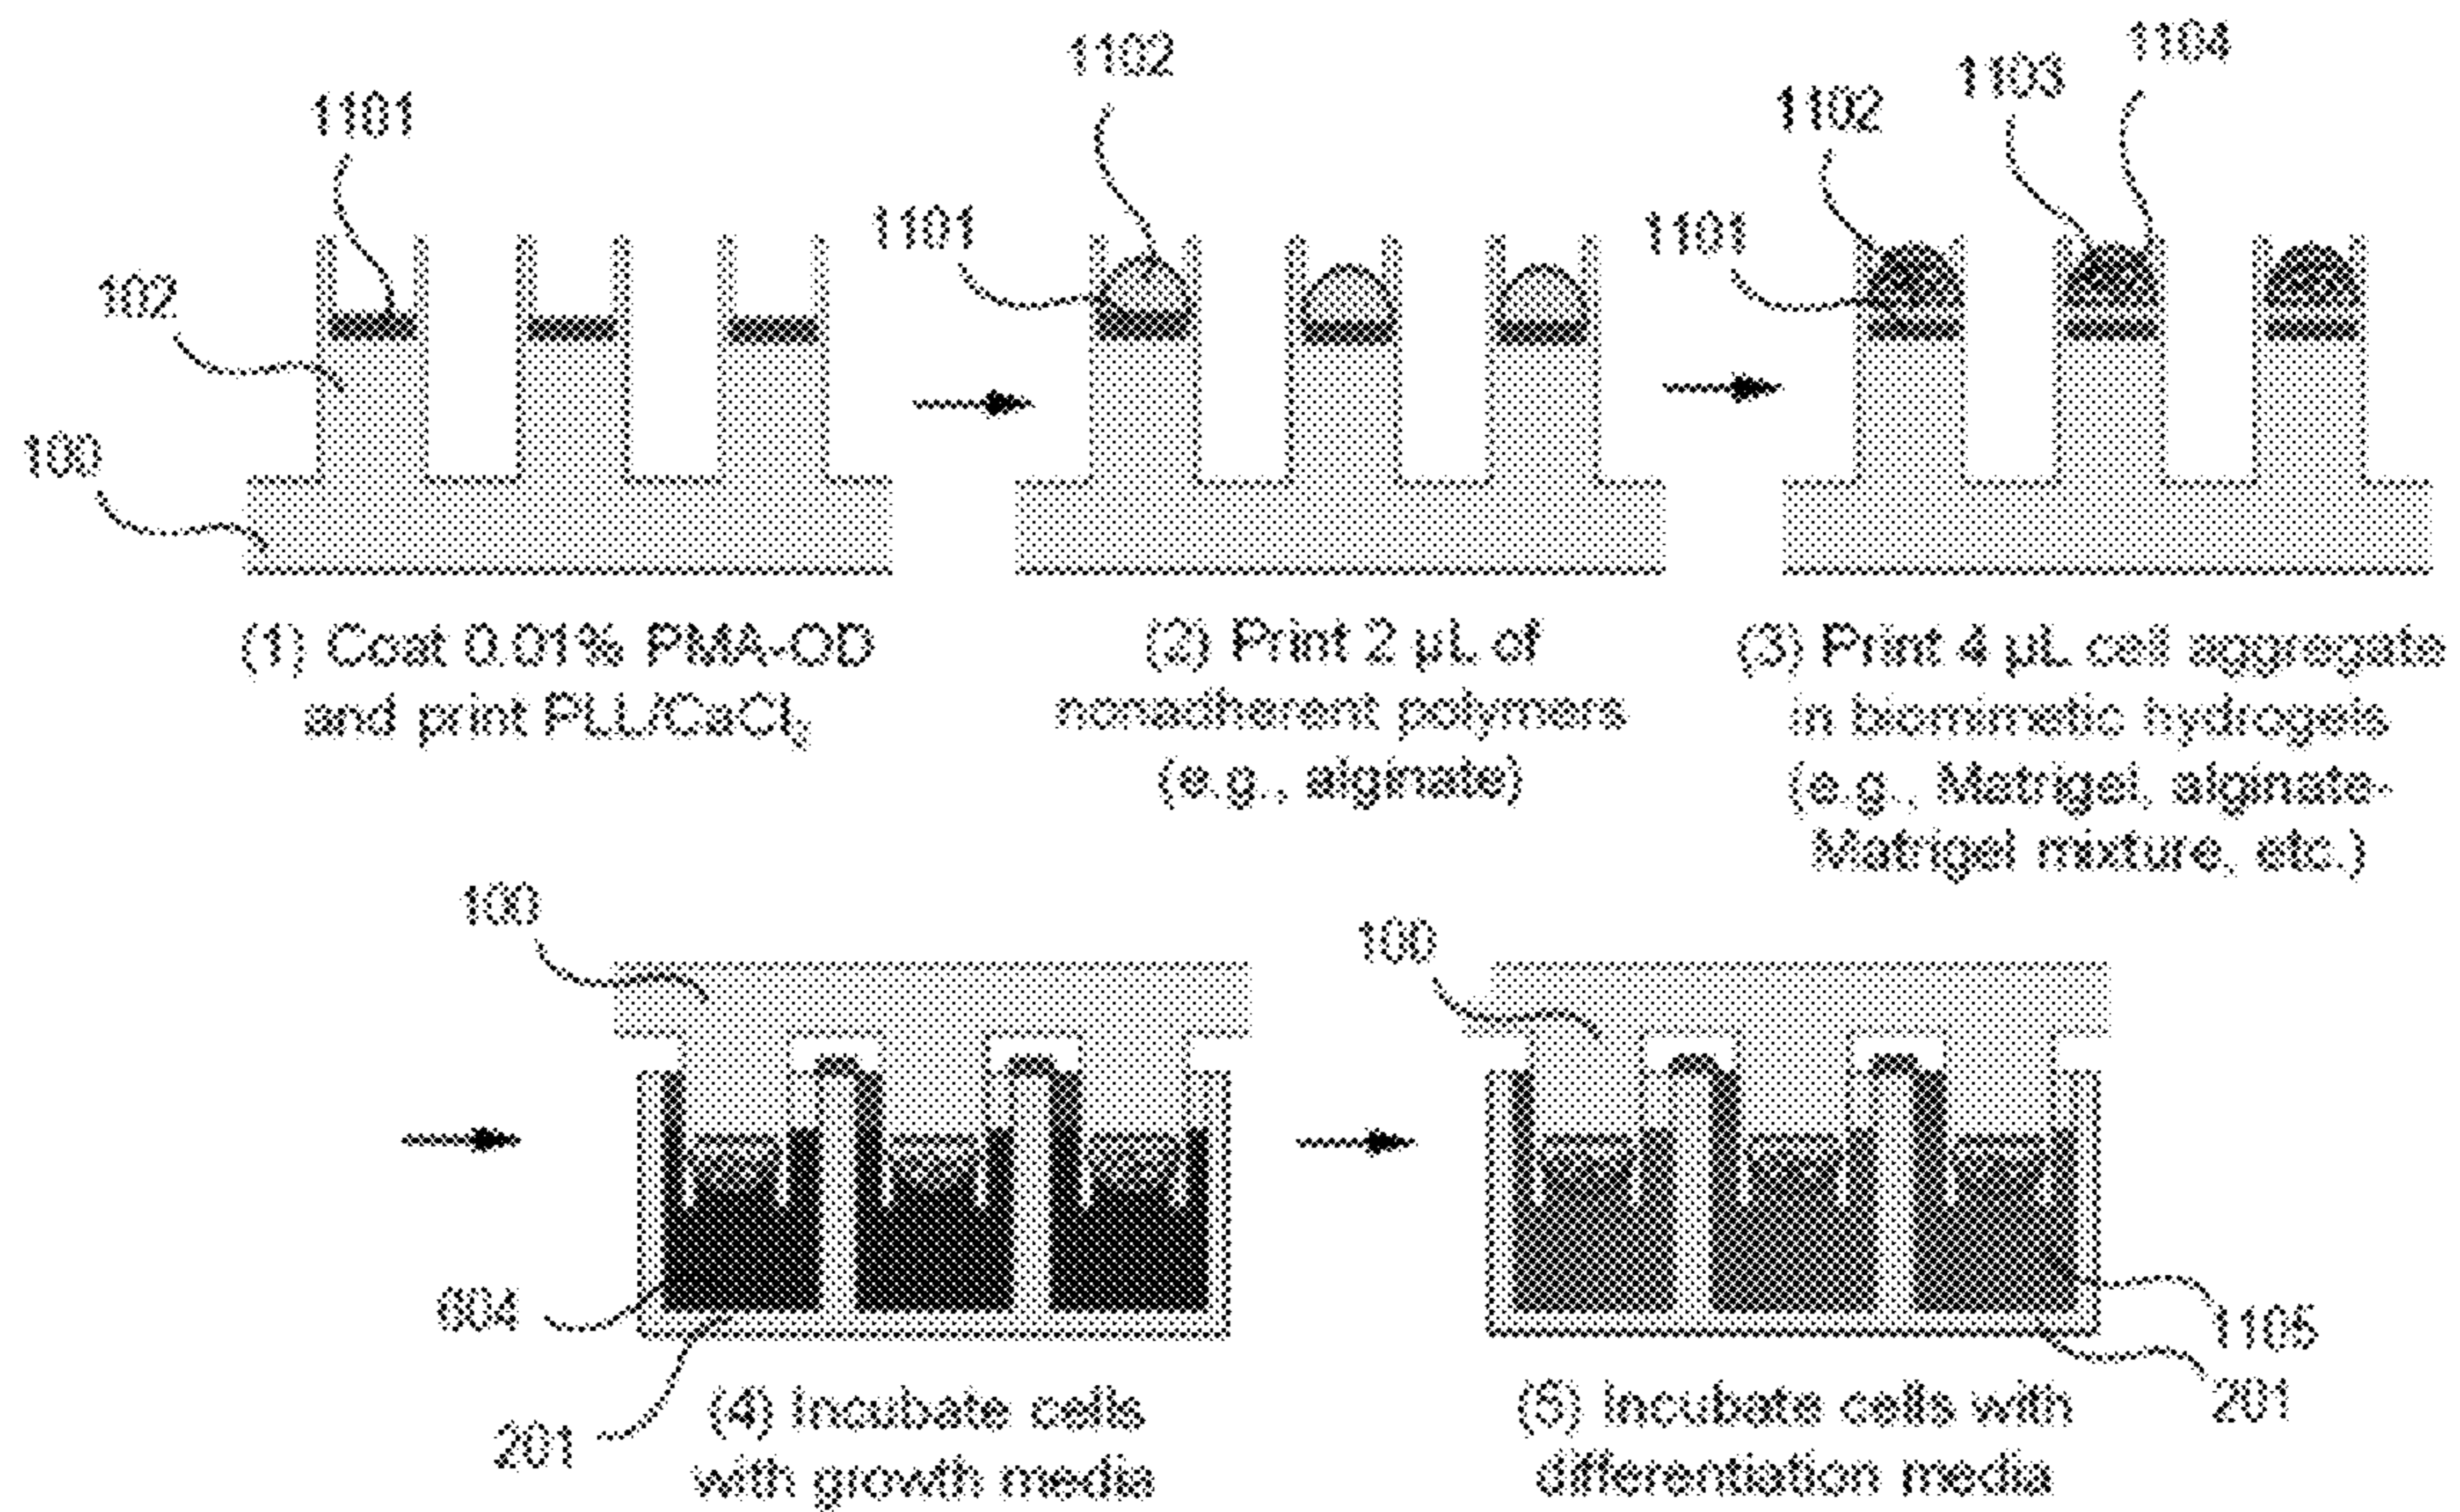 1101
102
100
(1) Coat 0.01% PMA-OD
and print PLL/CaCl2
1102
1101
(2) Print 2 µL of
nonadherent polymers
(e.g., alginate)
1102
1103
1104
1101
(3) Print 4 µL cell aggregate
in biomimetic hydrogels
(e.g., Matrigel, alginate-
Matrigel mixture, etc.)
100
604
201
(4) Incubate cells
with growth media
100
1105
201
(5) Incubate cells with
differentiation media